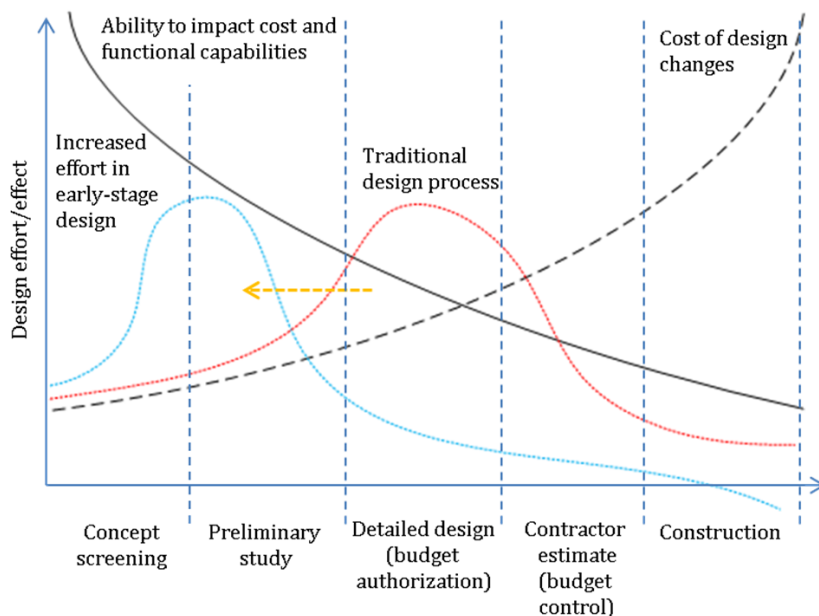 Ability to impact cost and
functional capabilities
Cost of design
changes
Increased
effort in
early-stage
design
Traditional
design process
Design effort/effect
Concept
screening
Preliminary
study
Detailed design
(budget
authorization)
Contractor
estimate
(budget
control)
Construction